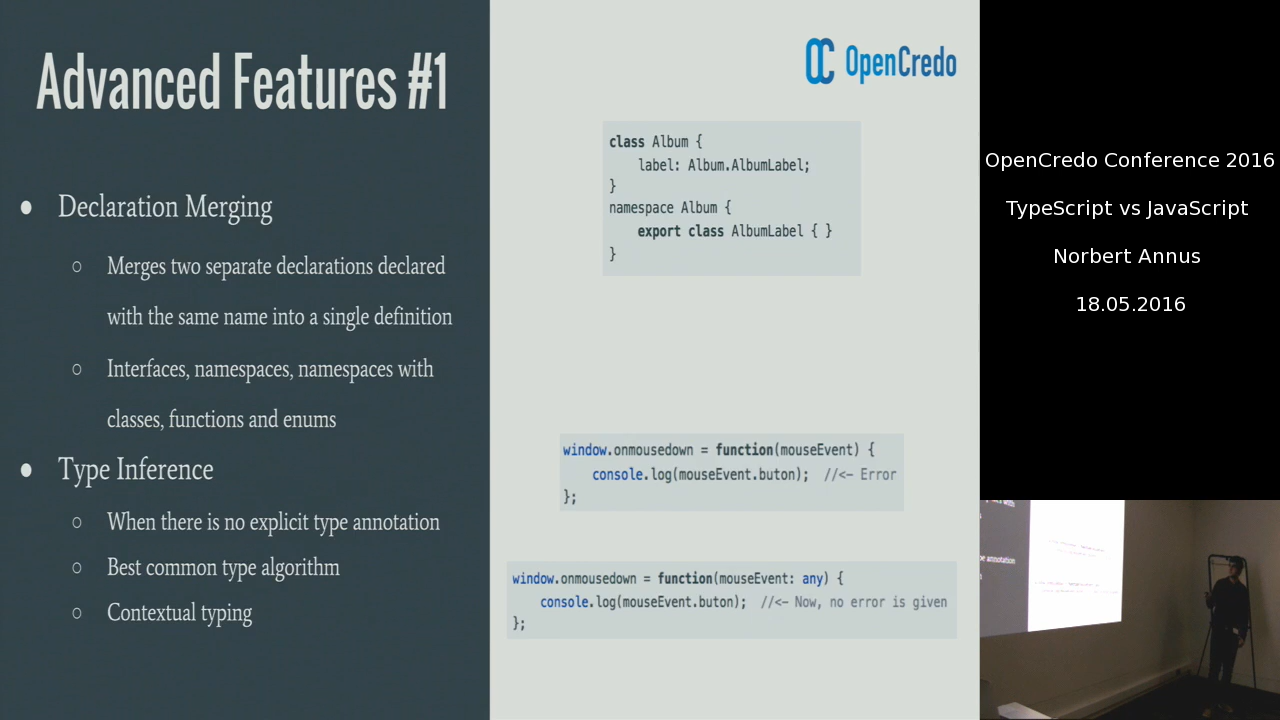 Advanced Features #1
● Declaration Merging
○ Merges two separate declarations declared
with the same name into a single definition
○ Interfaces, namespaces, namespaces with
classes, functions and enums
● Type Inference
○ When there is no explicit type annotation
○ Best common type algorithm
○ Contextual typing
OpenCredo
class Album {
label: Album.AlbumLabel;
}
namespace Album {
export class AlbumLabel { }
}
window.onmousedown = function(mouseEvent) {
console.log(mouseEvent.buton); //<- Error
};
window.onmousedown = function(mouseEvent: any) {
console.log(mouseEvent.buton); //<- Now, no error is given
};
OpenCredo Conference 2016
TypeScript vs JavaScript
Norbert Annus
18.05.2016
annotation